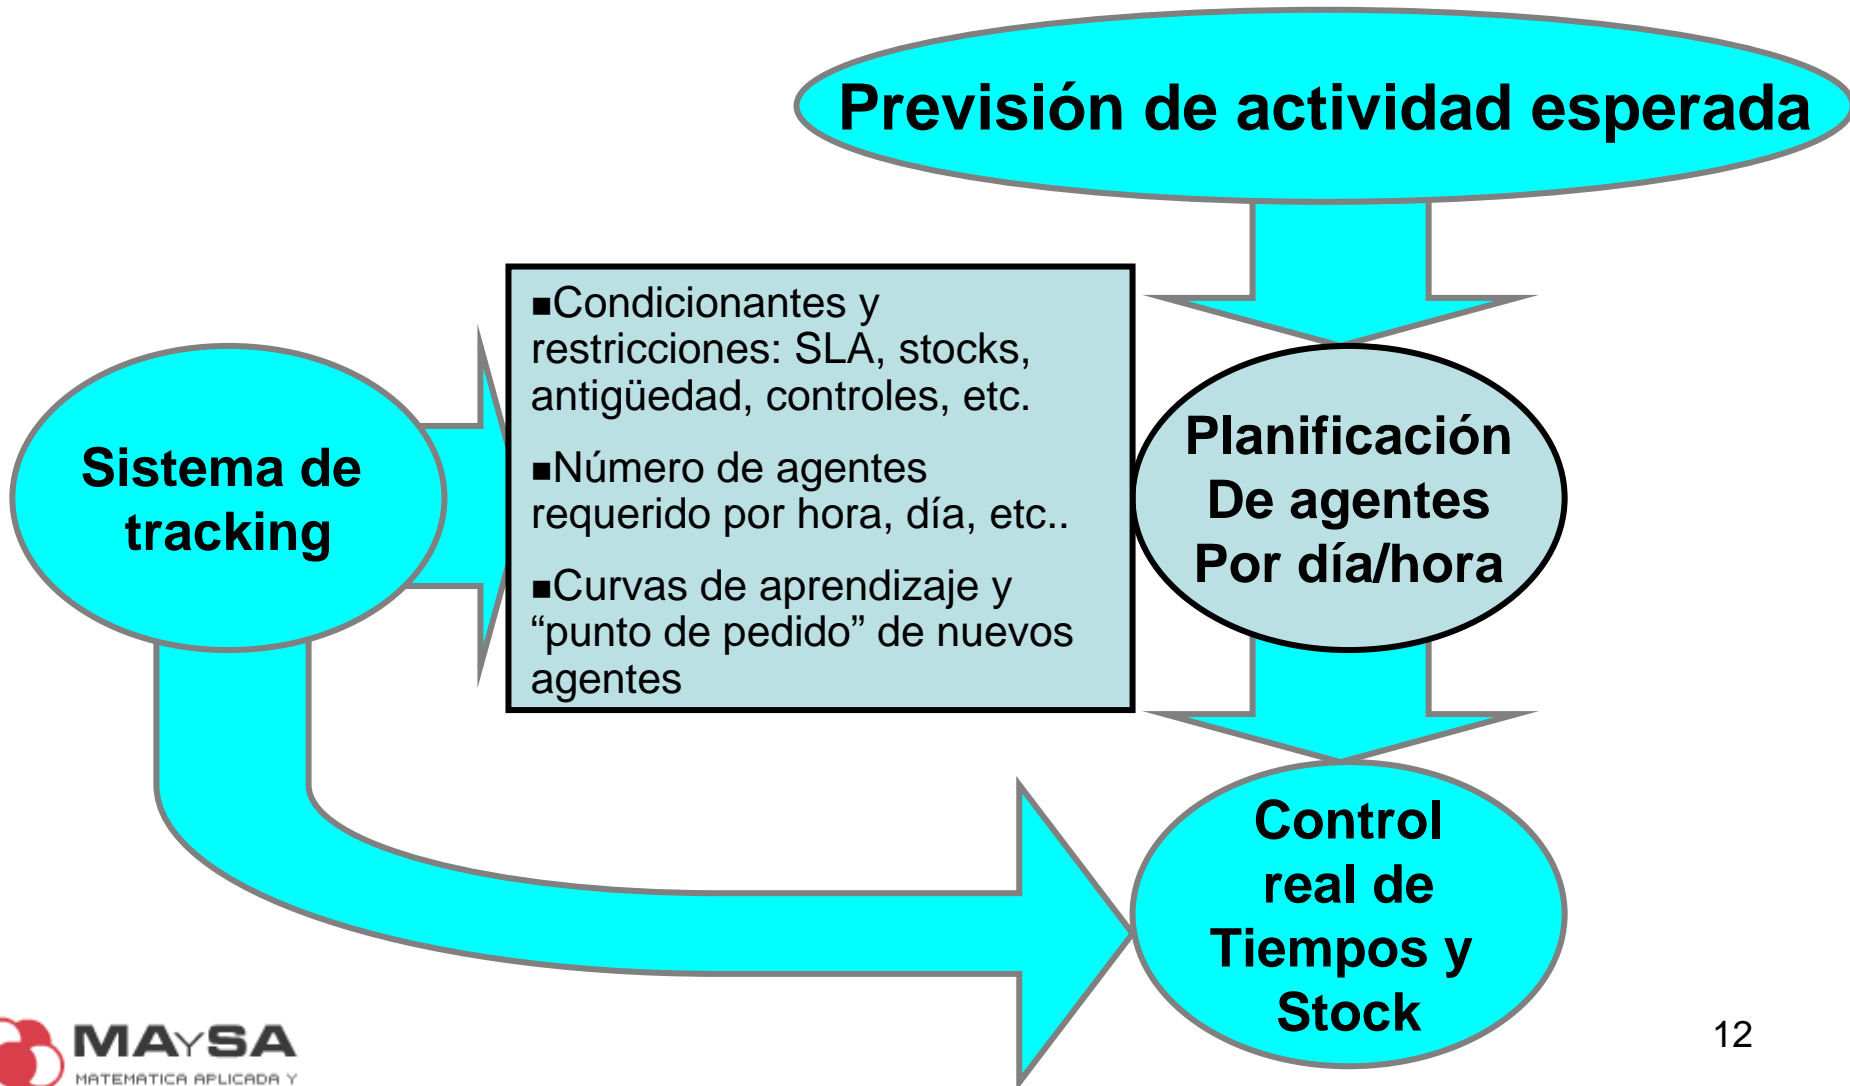 Previsión de actividad esperada
■Condicionantes y
restricciones: SLA, stocks,
antigüedad, controles, etc.
■Número de agentes
requerido por hora, día, etc..
■Curvas de aprendizaje y
“punto de pedido” de nuevos
agentes
Sistema de
tracking
Planificación
De agentes
Por día/hora
Control
real de
Tiempos y
Stock
MAYSA
MATEMATICA APLICADA Y
12